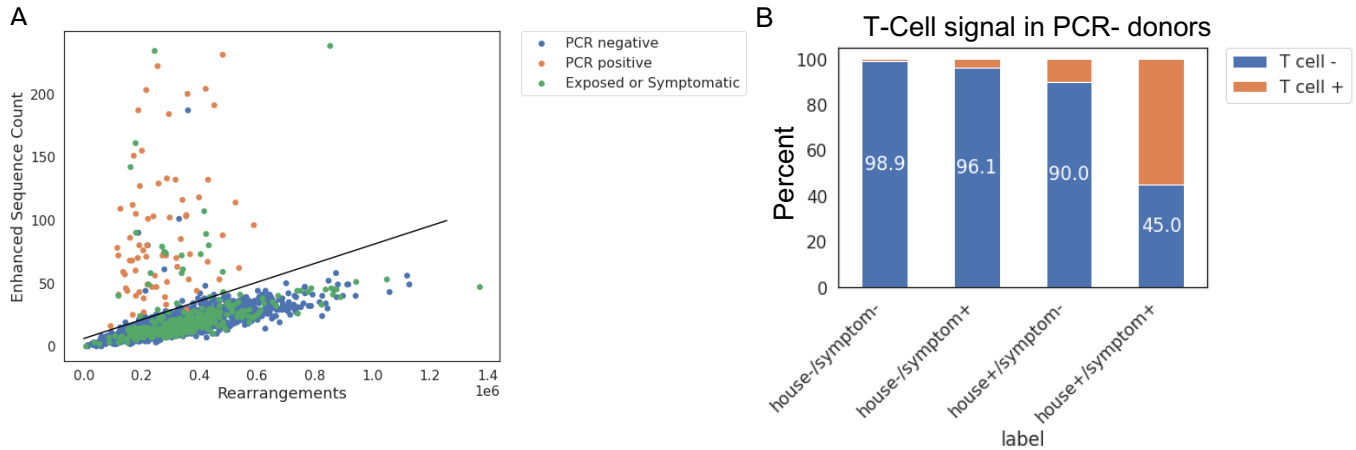 A
Enhanced Sequence Count
200
150
100
50
0
0.0
0.2
0.4
0.6
0.8
1.0
1.2
1.4
1e6
Rearrangements
PCR negative
PCR positive
Exposed or Symptomatic
B
T-Cell signal in PCR- donors
Percent
100
80
60
40
20
0
98.9
96.1
90.0
45.0
house-/symptom-
house-/symptom+
house+/symptom-
house+/symptom+
label
T cell -
T cell +